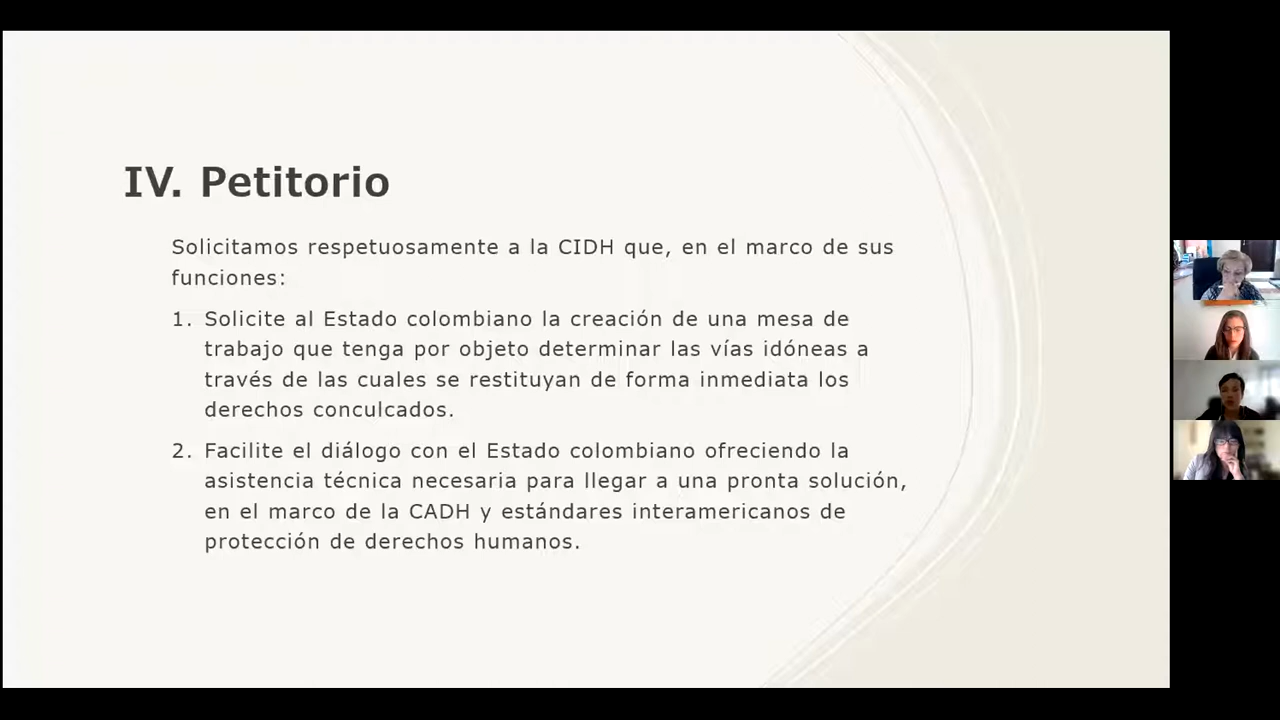 IV. Petitorio
Solicitamos respetuosamente a la CIDH que, en el marco de sus
funciones:
1. Solicite al Estado colombiano la creación de una mesa de
trabajo que tenga por objeto determinar las vías idóneas a
través de las cuales se restituyan de forma inmediata los
derechos conculcados.
2. Facilite el diálogo con el Estado colombiano ofreciendo la
asistencia técnica necesaria para llegar a una pronta solución,
en el marco de la CADH y estándares interamericanos de
protección de derechos humanos.